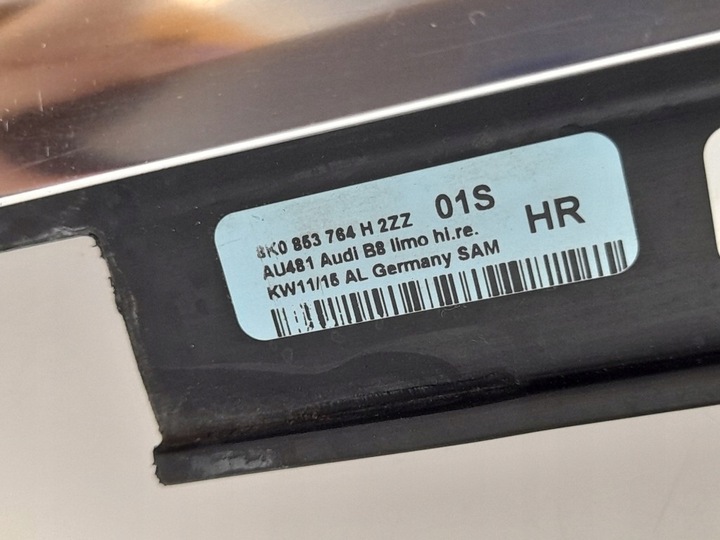 8K0 853 764 H 2ZZ 01S
AU481 Audi B8 limo hi.re. HR
KW11/15 AL Germany SAM